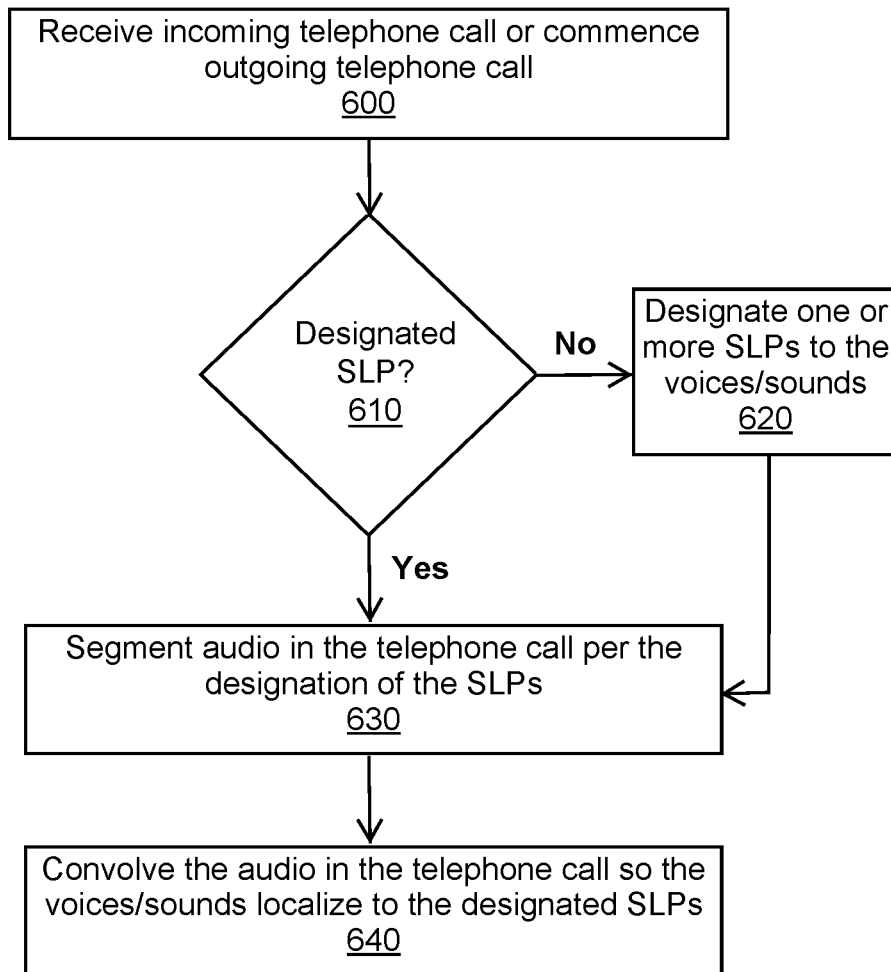 Receive incoming telephone call or commence
outgoing telephone call
600
Designated
SLP?
610
No
Designate one or
more SLPs to the
voices/sounds
620
Yes
Segment audio in the telephone call per the
designation of the SLPs
630
Convolve the audio in the telephone call so the
voices/sounds localize to the designated SLPs
640